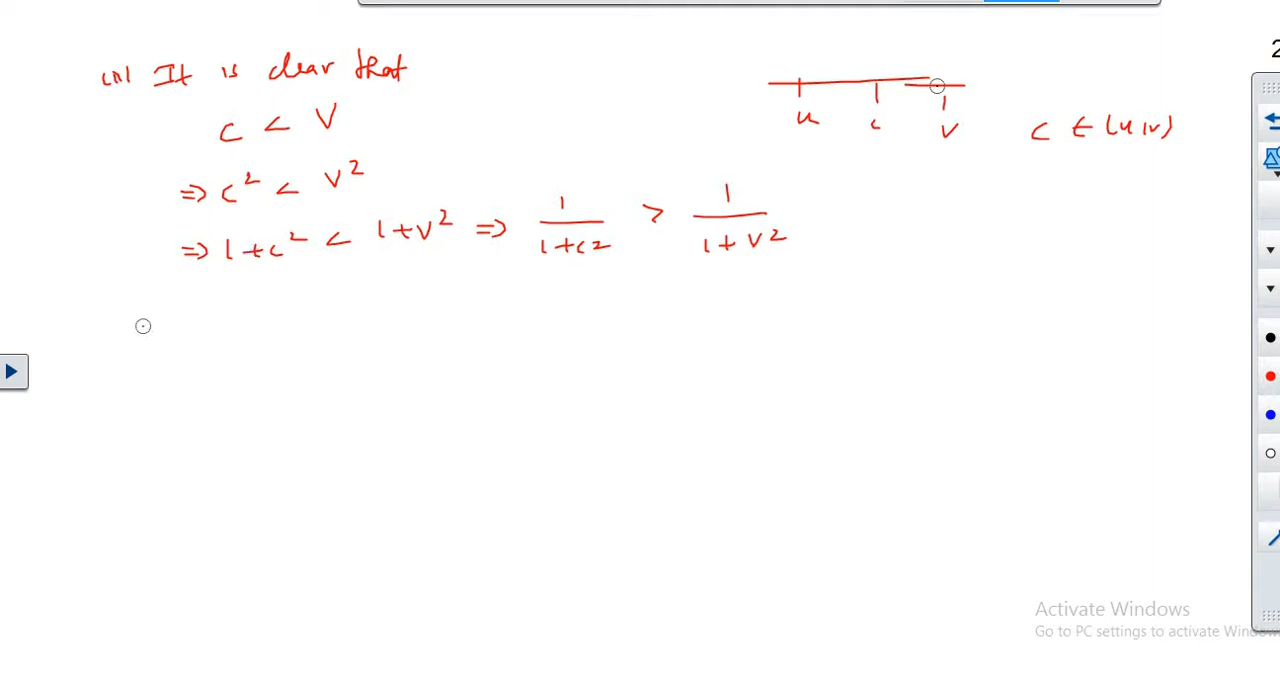 (ii) It is clear that
c < v
⇒ c² < v²
⇒ 1+c² < 1+v² ⇒ 1/(1+c²) > 1/(1+v²)
u c v
c ∈ (u,v)
2
Activate Windows
Go to PC settings to activate Windows